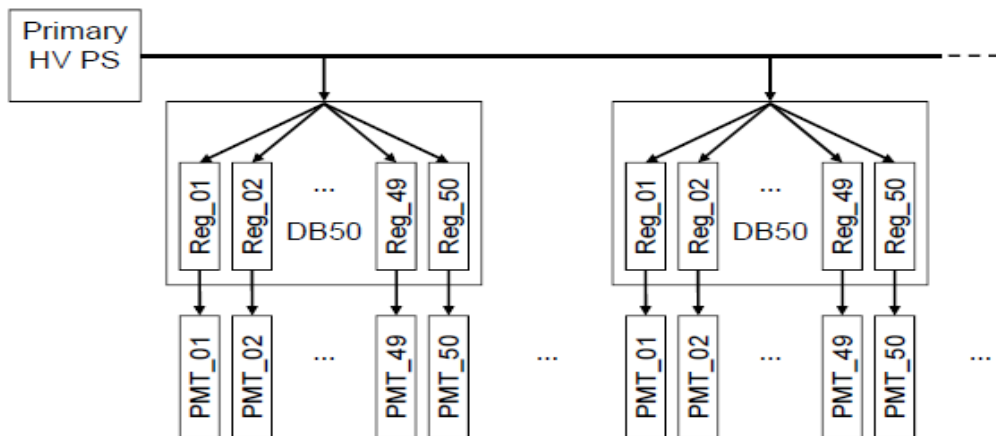 Primary
HV PS
Reg_01
Reg_02
...
Reg_49
Reg_50
DB50
Reg_01
Reg_02
...
Reg_49
Reg_50
DB50
PMT_01
PMT_02
...
PMT_49
PMT_50
...
PMT_01
PMT_02
...
PMT_49
PMT_50
...